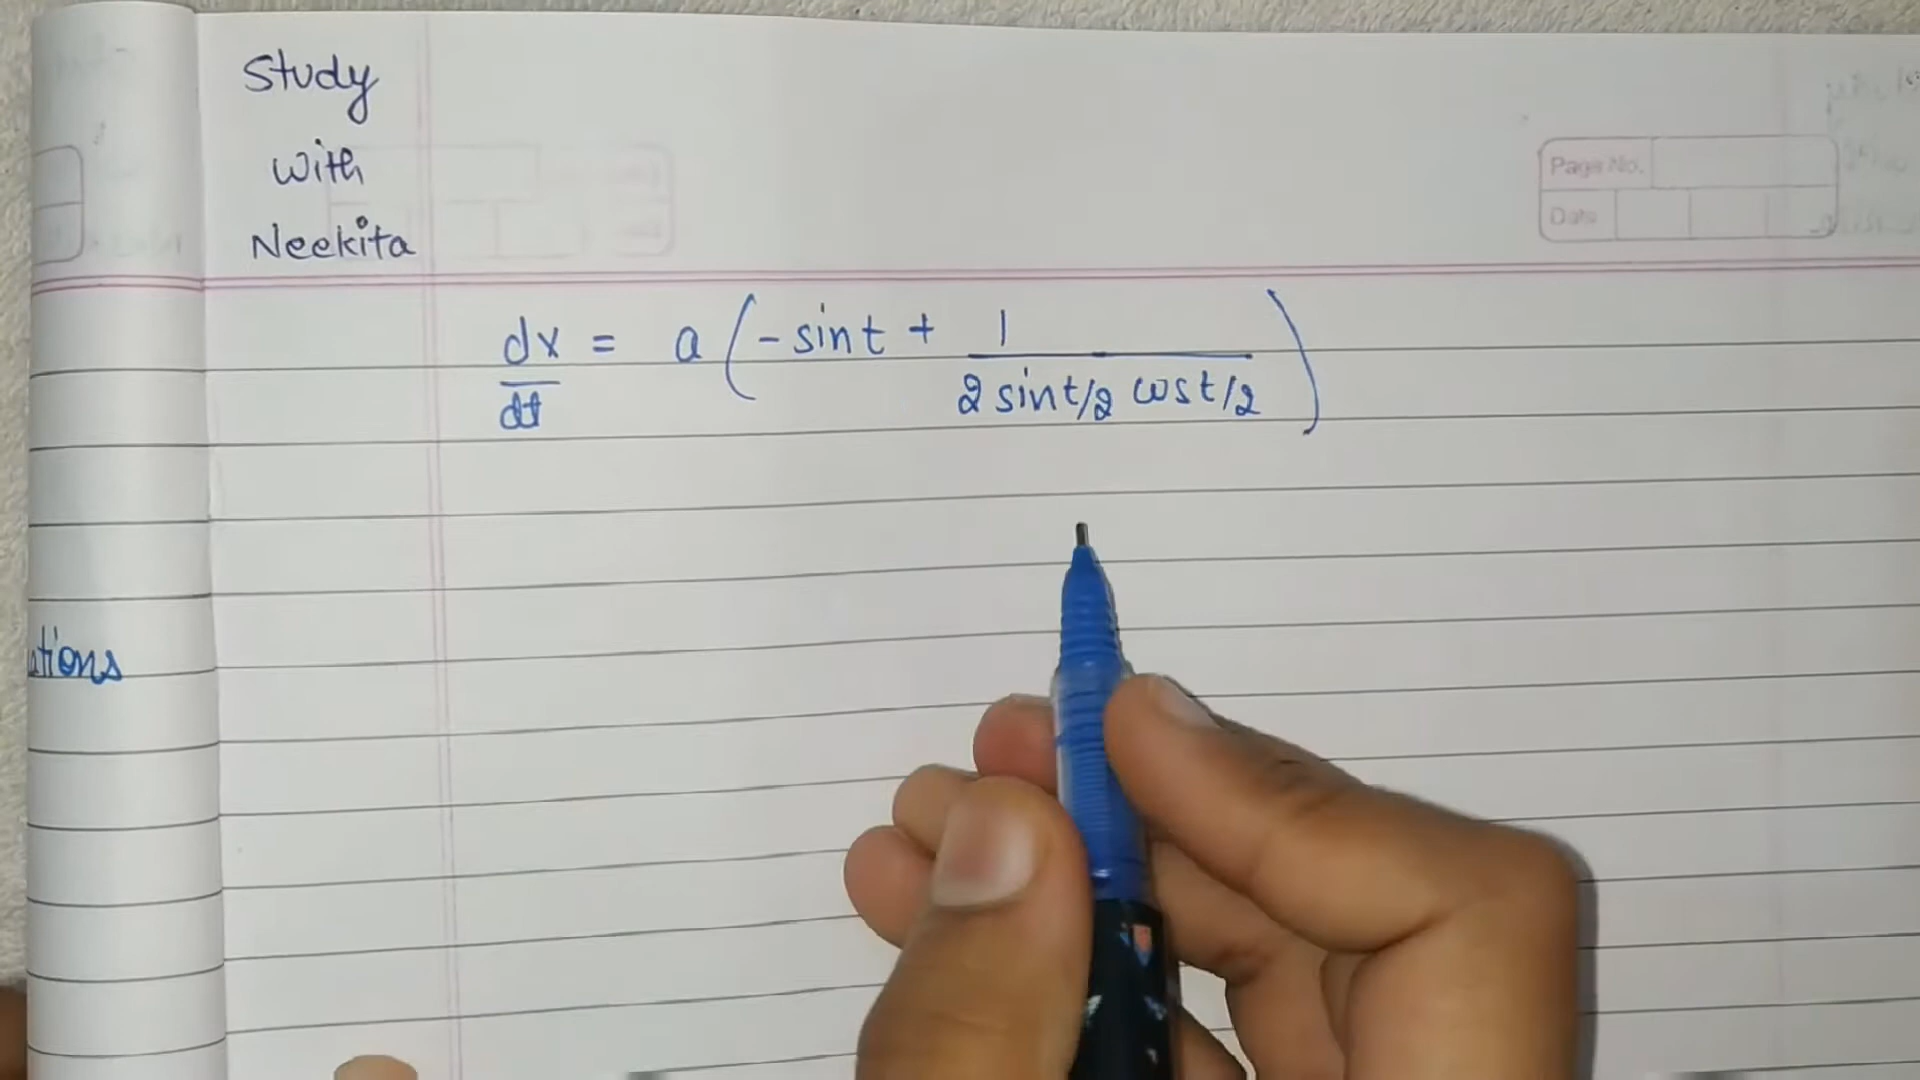 Study
With
Neekita
Page No.
Date
dx/dt = a ( - sin t + 1 / 2 sin t/2 cos t/2 )
ations